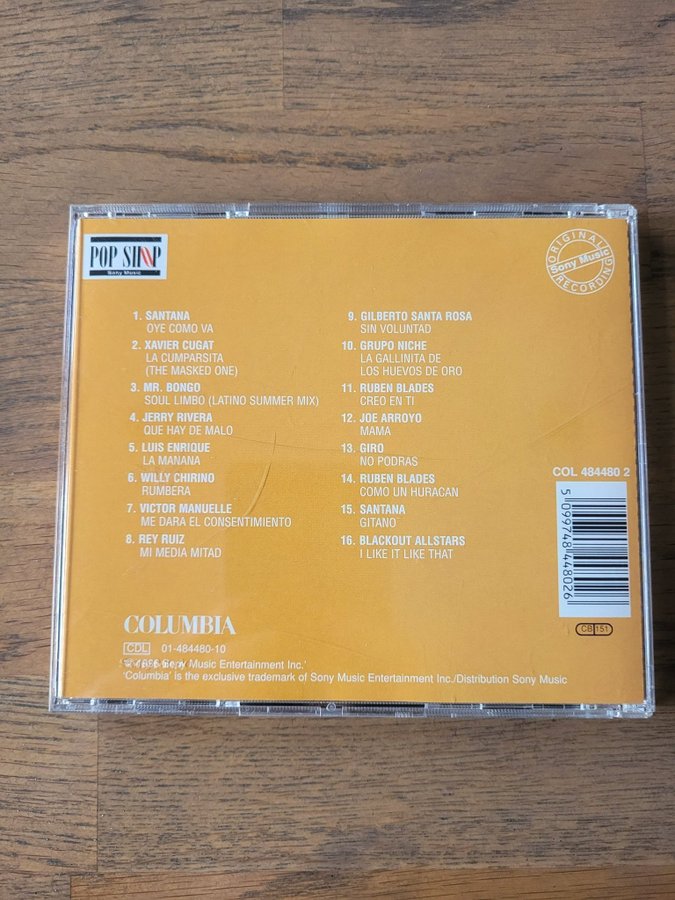 POP SHOP
Sony Music
ORIGINAL
Sony Music
RECORDING
1. SANTANA
OYE COMO VA
2. XAVIER CUGAT
LA CUMPARSITA
(THE MASKED ONE)
3. MR. BONGO
SOUL LIMBO (LATINO SUMMER MIX)
4. JERRY RIVERA
QUE HAY DE MALO
5. LUIS ENRIQUE
LA MANANA
6. WILLY CHIRINO
RUMBERA
7. VICTOR MANUELLE
ME DARA EL CONSENTIMIENTO
8. REY RUIZ
MI MEDIA MITAD
9. GILBERTO SANTA ROSA
SIN VOLUNTAD
10. GRUPO NICHE
LA GALLINITA DE
LOS HUEVOS DE ORO
11. RUBEN BLADES
CREO EN TI
12. JOE ARROYO
MAMA
13. GIRO
NO PODRAS
14. RUBEN BLADES
COMO UN HURACAN
15. SANTANA
GITANO
16. BLACKOUT ALLSTARS
I LIKE IT LIKE THAT
COL 484480 2
5099748448026
CB 151
COLUMBIA
CDL 01-484480-10
Sony Music Entertainment Inc.'
'Columbia' is the exclusive trademark of Sony Music Entertainment Inc./Distribution Sony Music